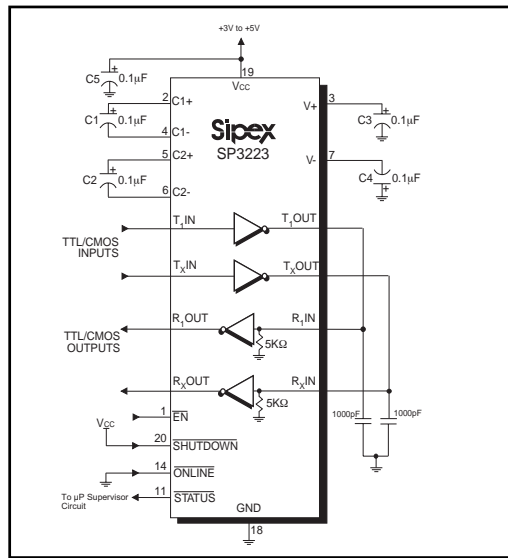 +3V to +5V
C5
+
0.1µF
19
VCC
2
C1+
C1
+
0.1µF
4
C1-
5
C2+
C2
+
0.1µF
6
C2-
Sipex
SP3223
V+
3
C3
+
0.1µF
V-
7
C4
0.1µF
+
TTL/CMOS
INPUTS
T1IN
T1OUT
TXIN
TXOUT
TTL/CMOS
OUTPUTS
R1OUT
R1IN
5KΩ
RXOUT
RXIN
5KΩ
1000pF
1000pF
1
EN
VCC
20
SHUTDOWN
14
ONLINE
To µP Supervisor
Circuit
11
STATUS
GND
18